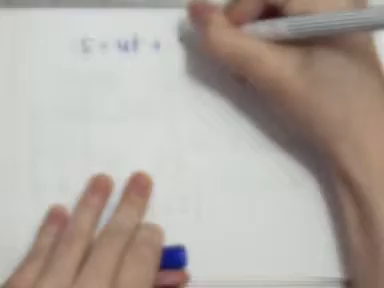 s = ut +